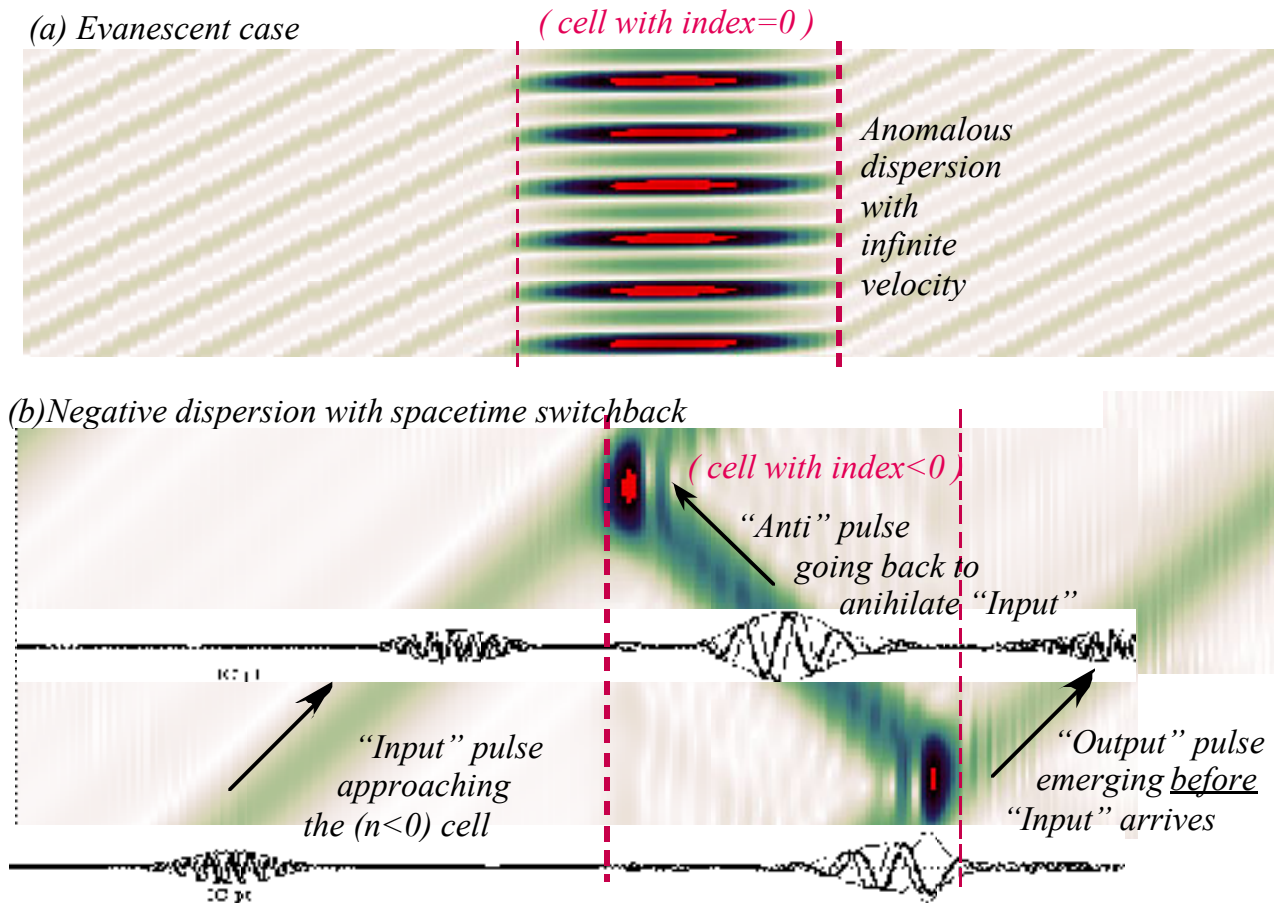 (a) Evanescent case
( cell with index=0 )
Anomalous
dispersion
with
infinite
velocity
(b)Negative dispersion with spacetime switchback
( cell with index<0 )
“Anti” pulse
going back to
anihilate “Input”
“Input” pulse
approaching
the (n<0) cell
“Output” pulse
emerging before
“Input” arrives